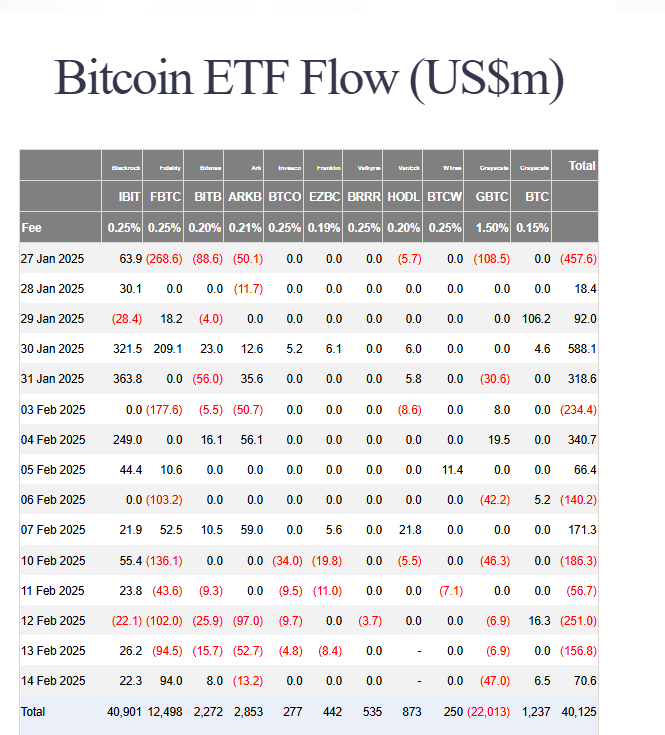 Bitcoin ETF Flow (US$m)
Blackrock Fidelity Bitwise Ark Invesco Franklin Valkyrie VanEck WTree Grayscale Grayscale Total
IBIT FBTC BITB ARKB BTCO EZBC BRRR HODL BTCW GBTC BTC
Fee 0.25% 0.25% 0.20% 0.21% 0.25% 0.19% 0.25% 0.20% 0.25% 1.50% 0.15%
27 Jan 2025 63.9 (268.6) (88.6) (50.1) 0.0 0.0 0.0 (5.7) 0.0 (108.5) 0.0 (457.6)
28 Jan 2025 30.1 0.0 0.0 (11.7) 0.0 0.0 0.0 0.0 0.0 0.0 0.0 18.4
29 Jan 2025 (28.4) 18.2 (4.0) 0.0 0.0 0.0 0.0 0.0 0.0 0.0 106.2 92.0
30 Jan 2025 321.5 209.1 23.0 12.6 5.2 6.1 0.0 6.0 0.0 0.0 4.6 588.1
31 Jan 2025 363.8 0.0 (56.0) 35.6 0.0 0.0 0.0 5.8 0.0 (30.6) 0.0 318.6
03 Feb 2025 0.0 (177.6) (5.5) (50.7) 0.0 0.0 0.0 (8.6) 0.0 8.0 0.0 (234.4)
04 Feb 2025 249.0 0.0 16.1 56.1 0.0 0.0 0.0 0.0 0.0 19.5 0.0 340.7
05 Feb 2025 44.4 10.6 0.0 0.0 0.0 0.0 0.0 0.0 11.4 0.0 0.0 66.4
06 Feb 2025 0.0 (103.2) 0.0 0.0 0.0 0.0 0.0 0.0 0.0 (42.2) 5.2 (140.2)
07 Feb 2025 21.9 52.5 10.5 59.0 0.0 5.6 0.0 21.8 0.0 0.0 0.0 171.3
10 Feb 2025 55.4 (136.1) 0.0 0.0 (34.0) (19.8) 0.0 (5.5) 0.0 (46.3) 0.0 (186.3)
11 Feb 2025 23.8 (43.6) (9.3) 0.0 (9.5) (11.0) 0.0 0.0 (7.1) 0.0 0.0 (56.7)
12 Feb 2025 (22.1) (102.0) (25.9) (97.0) (9.7) 0.0 (3.7) 0.0 0.0 (6.9) 16.3 (251.0)
13 Feb 2025 26.2 (94.5) (15.7) (52.7) (4.8) (8.4) 0.0 - 0.0 (6.9) 0.0 (156.8)
14 Feb 2025 22.3 94.0 8.0 (13.2) 0.0 0.0 0.0 - 0.0 (47.0) 6.5 70.6
Total 40,901 12,498 2,272 2,853 277 442 535 873 250 (22,013) 1,237 40,125